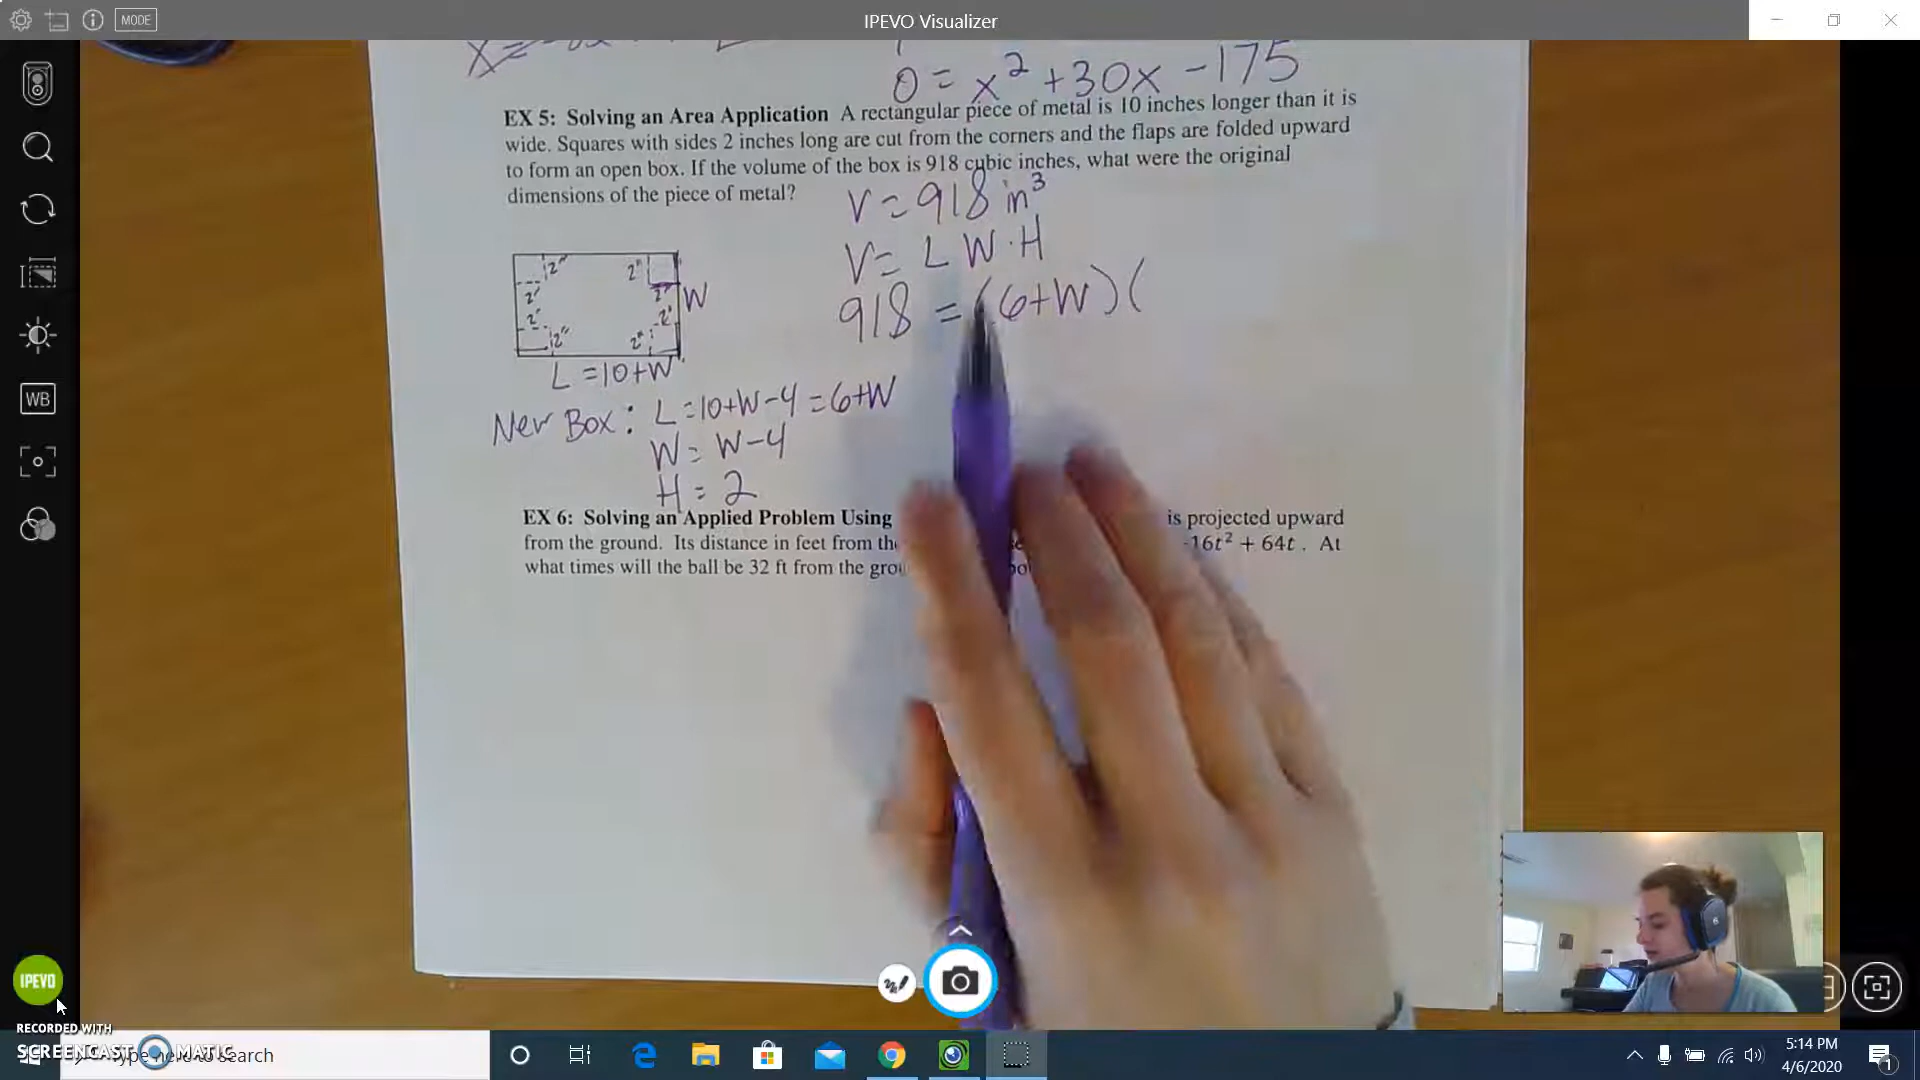 MODE
IPEVO Visualizer
0 = x² + 30x - 175
EX 5: Solving an Area Application A rectangular piece of metal is 10 inches longer than it is
wide. Squares with sides 2 inches long are cut from the corners and the flaps are folded upward
to form an open box. If the volume of the box is 918 cubic inches, what were the original
dimensions of the piece of metal?
V = 918 in³
V = L W · H
918 = (6+W)(
2" 2"
2" 2" W
2" 2"
2" 2"
L = 10+W
New Box: L = 10+W-4 = 6+W
W = W-4
H = 2
EX 6: Solving an Applied Problem Using is projected upward
from the ground. Its distance in feet from the -16t² + 64t . At
what times will the ball be 32 ft from the
WB
IPEVO
RECORDED WITH
SCREENCAST MATIC
Type here to search
5:14 PM
4/6/2020
1